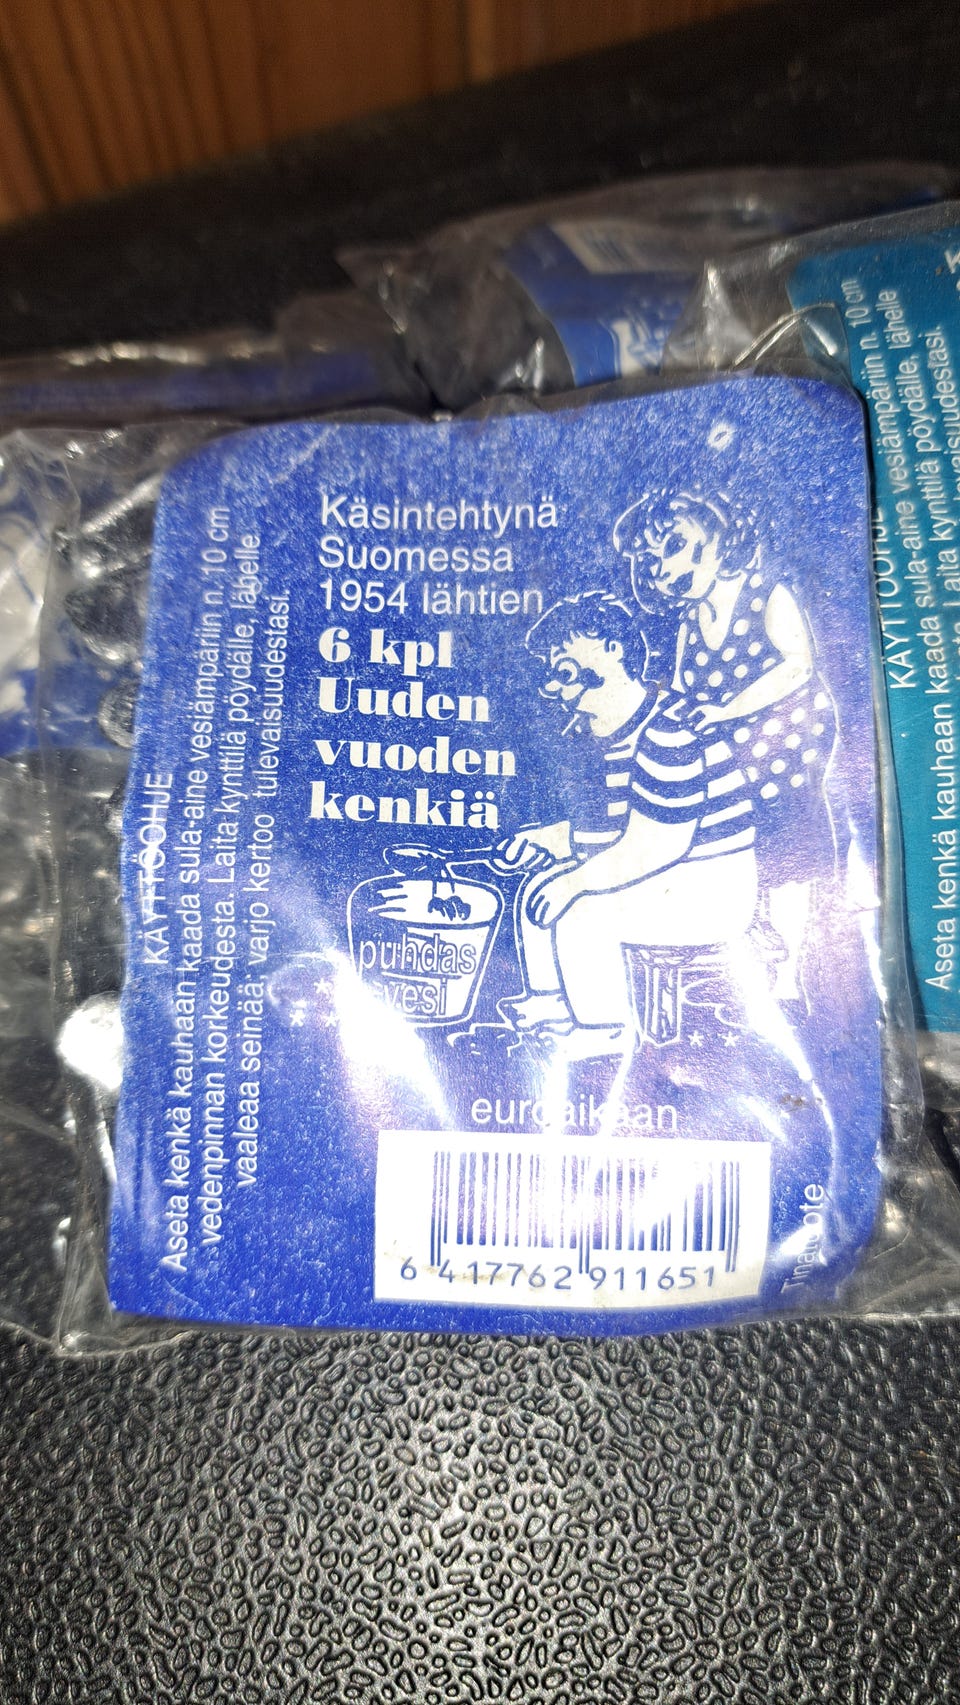 Käsintehtynä
Suomessa
1954 lähtien
6 kpl
Uuden
vuoden
kenkiä
puhdas
vesi
euroaikaan
6 417762 911651
Tinatuote
KÄYTTÖOHJE
Aseta kenkä kauhaan kaada sula-aine vesiämpäriin n. 10 cm
vedenpinnan korkeudesta. Laita kynttilä pöydälle, lähelle
vaaleaa seinää; varjo kertoo tulevaisuudestasi.
KÄYTTÖOHJE
Aseta kenkä kauhaan kaada sula-aine vesiämpäriin n. 10 cm
Laita kynttilä pöydälle, lähelle
tulevaisuudestasi.